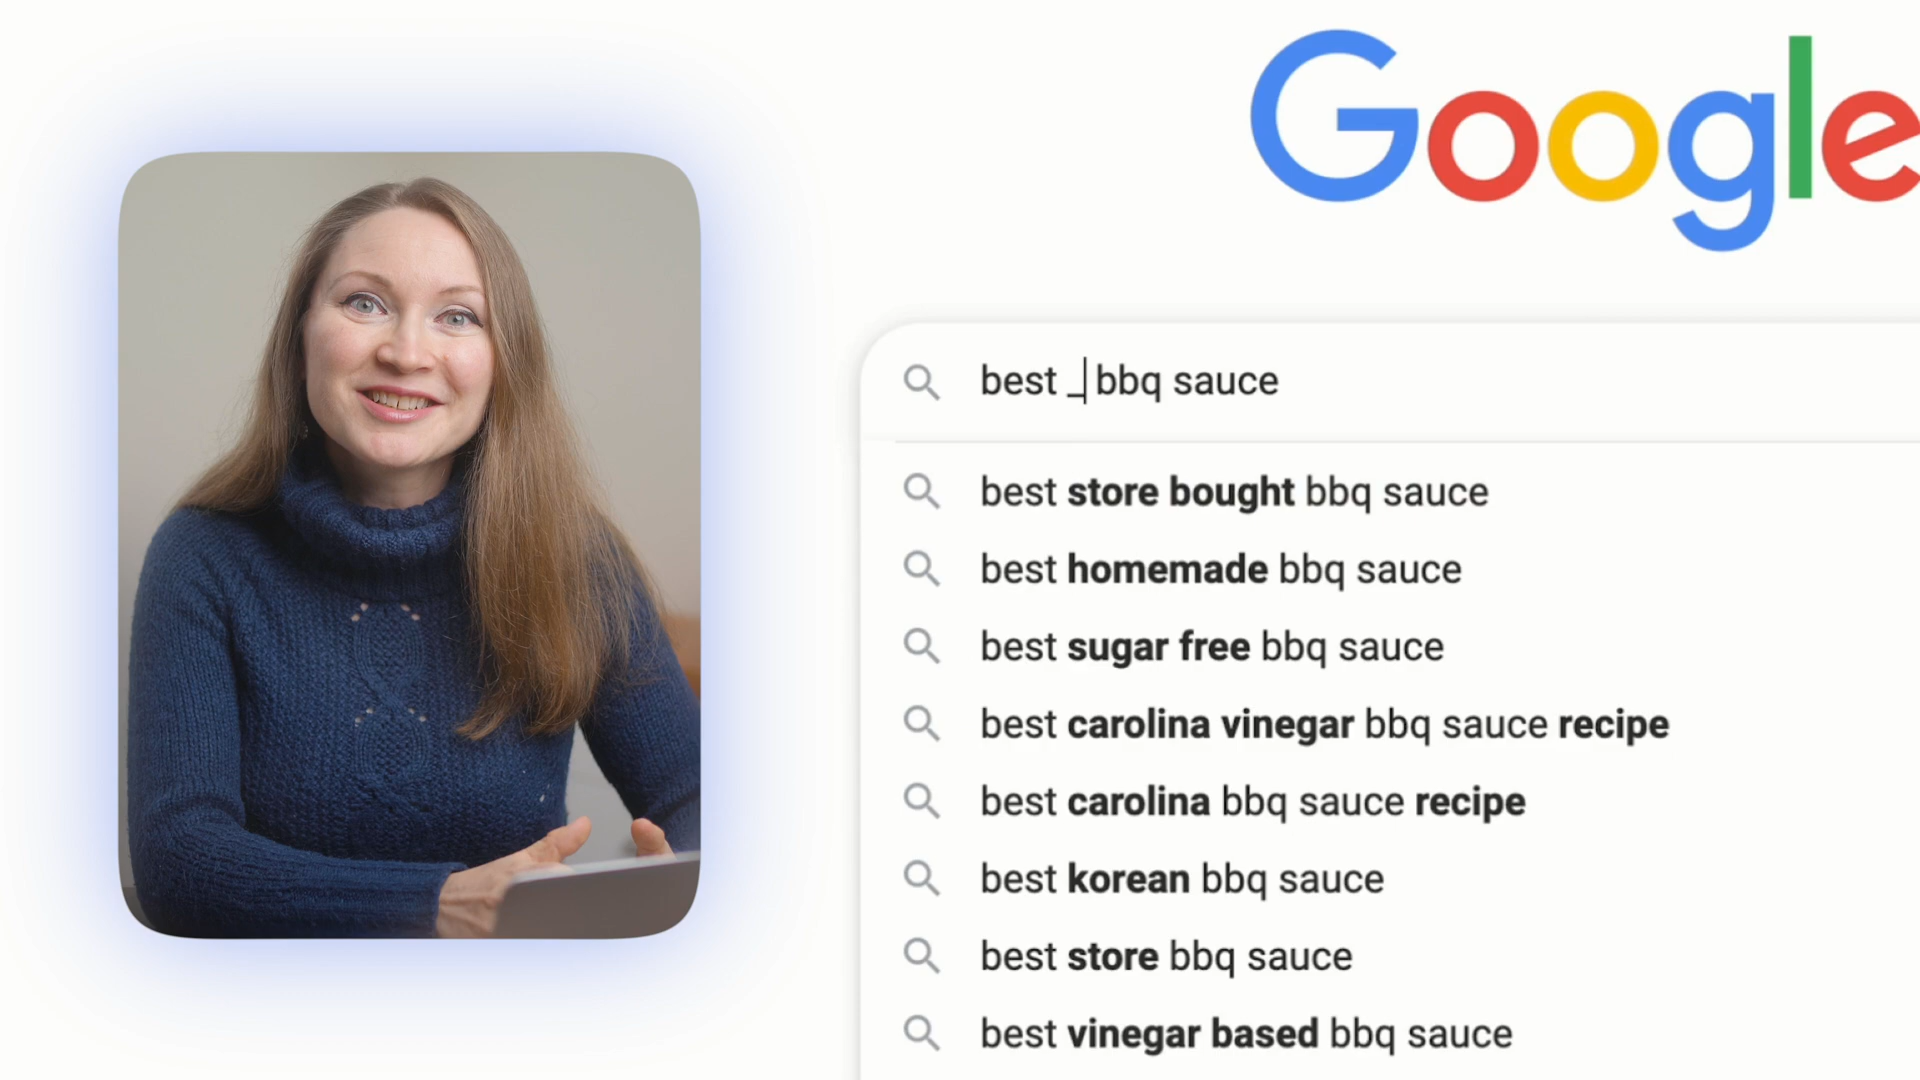 Google
best _ bbq sauce
best store bought bbq sauce
best homemade bbq sauce
best sugar free bbq sauce
best carolina vinegar bbq sauce recipe
best carolina bbq sauce recipe
best korean bbq sauce
best store bbq sauce
best vinegar based bbq sauce